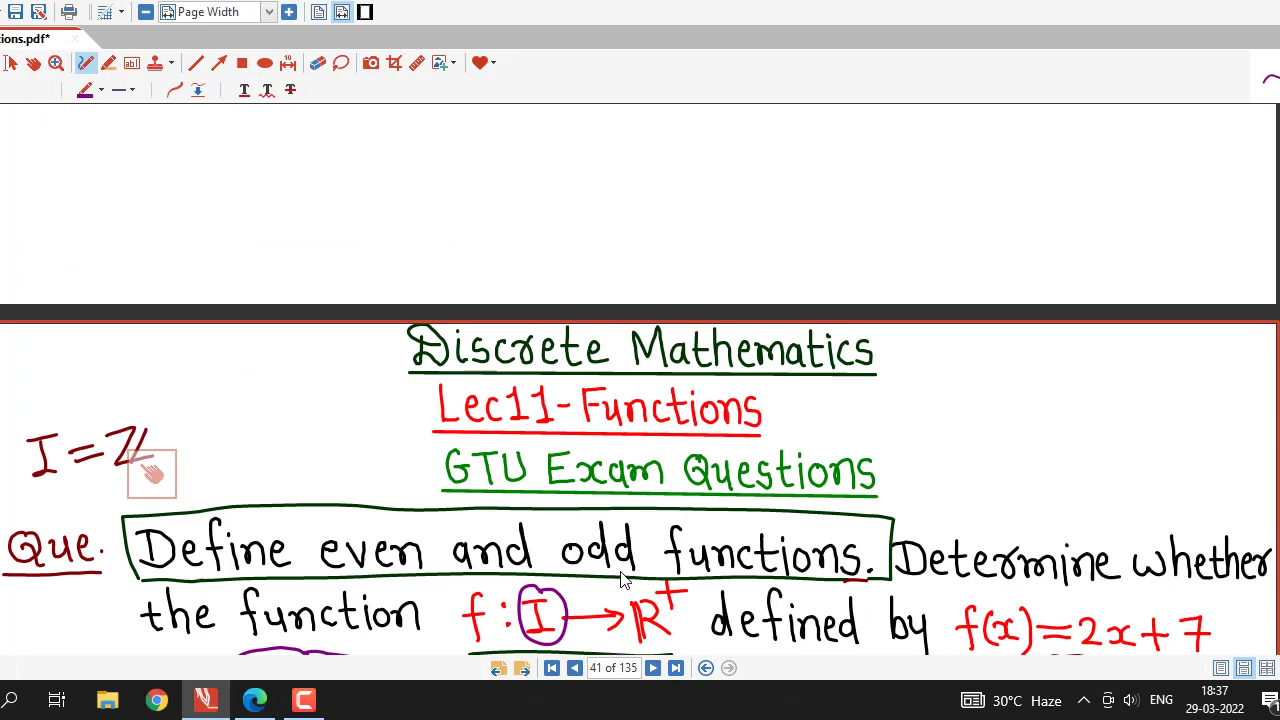 Page Width
ions.pdf*
10
Discrete Mathematics
Lec11-Functions
I=Z
GTU Exam Questions
Que. Define even and odd functions. Determine whether
the function f : I → R+ defined by f(x)=2x+7
41 of 135
30°C Haze ENG 18:37
29-03-2022